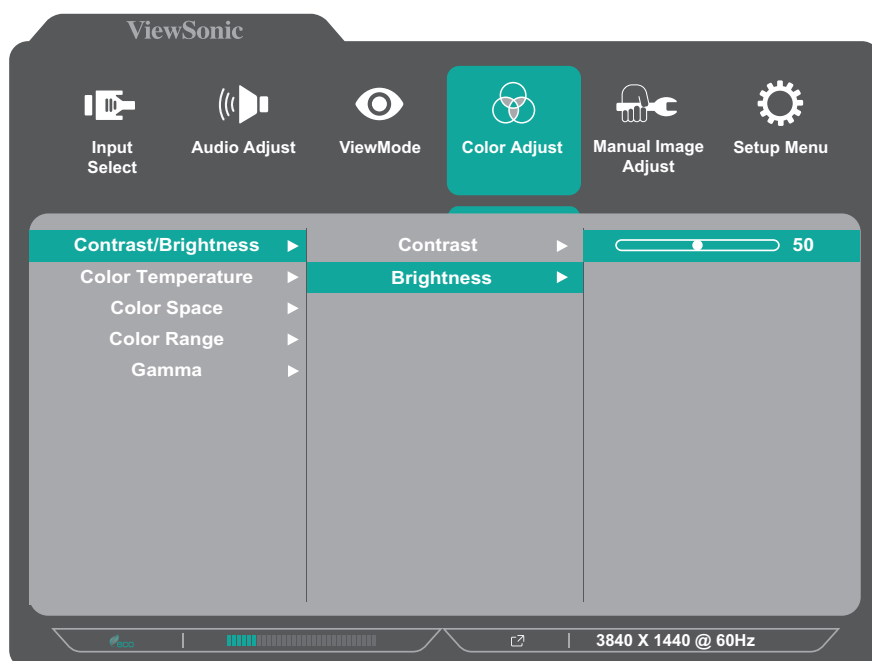 ViewSonic
Input
Select
Audio Adjust
ViewMode
Color Adjust
Manual Image
Adjust
Setup Menu
Contrast/Brightness
Contrast
50
Color Temperature
Brightness
Color Space
Color Range
Gamma
eco
3840 X 1440 @ 60Hz